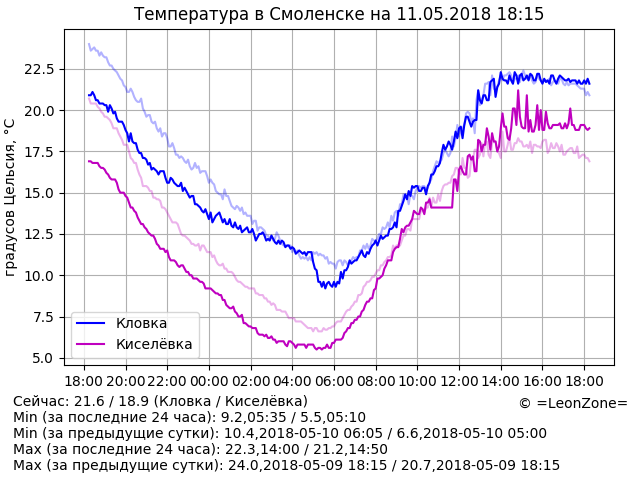 Температура в Смоленске на 11.05.2018 18:15
градусов Цельсия, °C
22.5
20.0
17.5
15.0
12.5
10.0
7.5
5.0
Кловка
Киселёвка
18:00 20:00 22:00 00:00 02:00 04:00 06:00 08:00 10:00 12:00 14:00 16:00 18:00
Сейчас: 21.6 / 18.9 (Кловка / Киселёвка)
© =LeonZone=
Min (за последние 24 часа): 9.2,05:35 / 5.5,05:10
Min (за предыдущие сутки): 10.4,2018-05-10 06:05 / 6.6,2018-05-10 05:00
Max (за последние 24 часа): 22.3,14:00 / 21.2,14:50
Max (за предыдущие сутки): 24.0,2018-05-09 18:15 / 20.7,2018-05-09 18:15